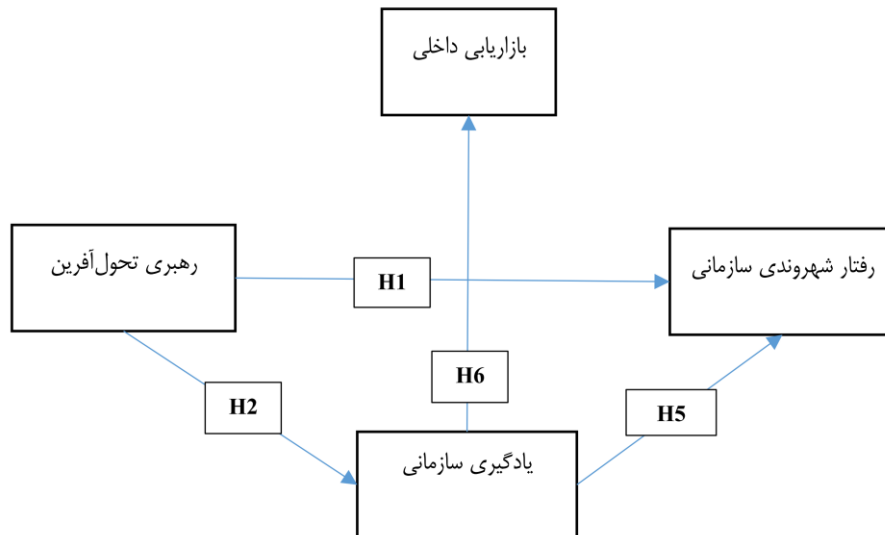 بازاریابی داخلی
رهبری تحول‌آفرین
رفتار شهروندی سازمانی
H1
H6
H2
H5
یادگیری سازمانی